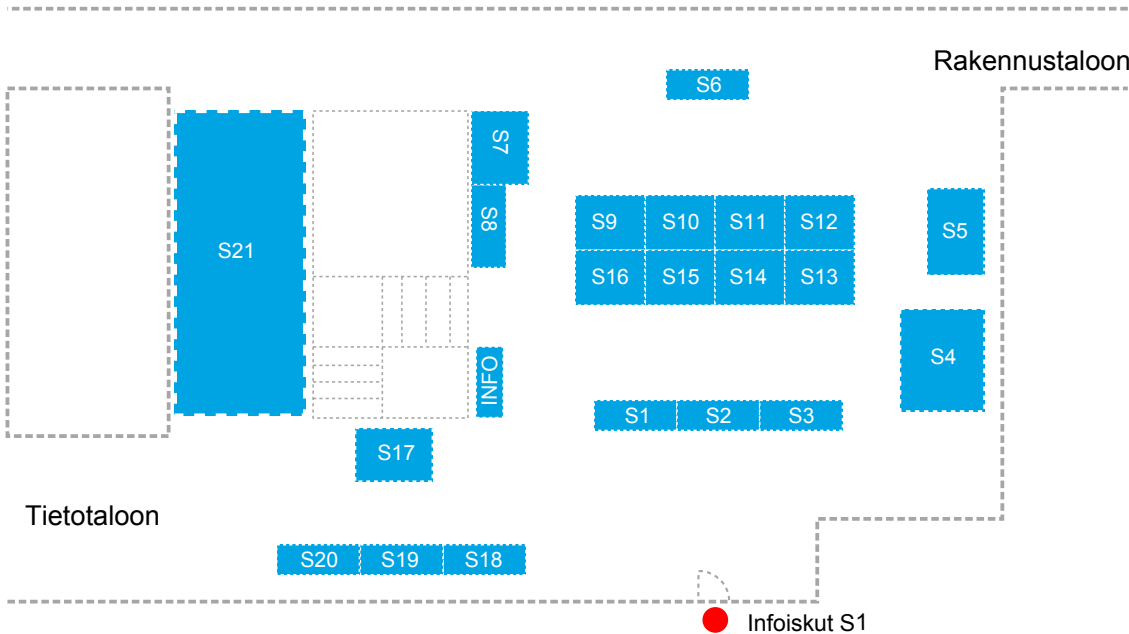 Rakennustaloon
S6
S7
S8
S9 S10 S11 S12
S5
S21
S16 S15 S14 S13
S4
INFO
S1 S2 S3
S17
Tietotaloon
S20 S19 S18
Infoiskut S1